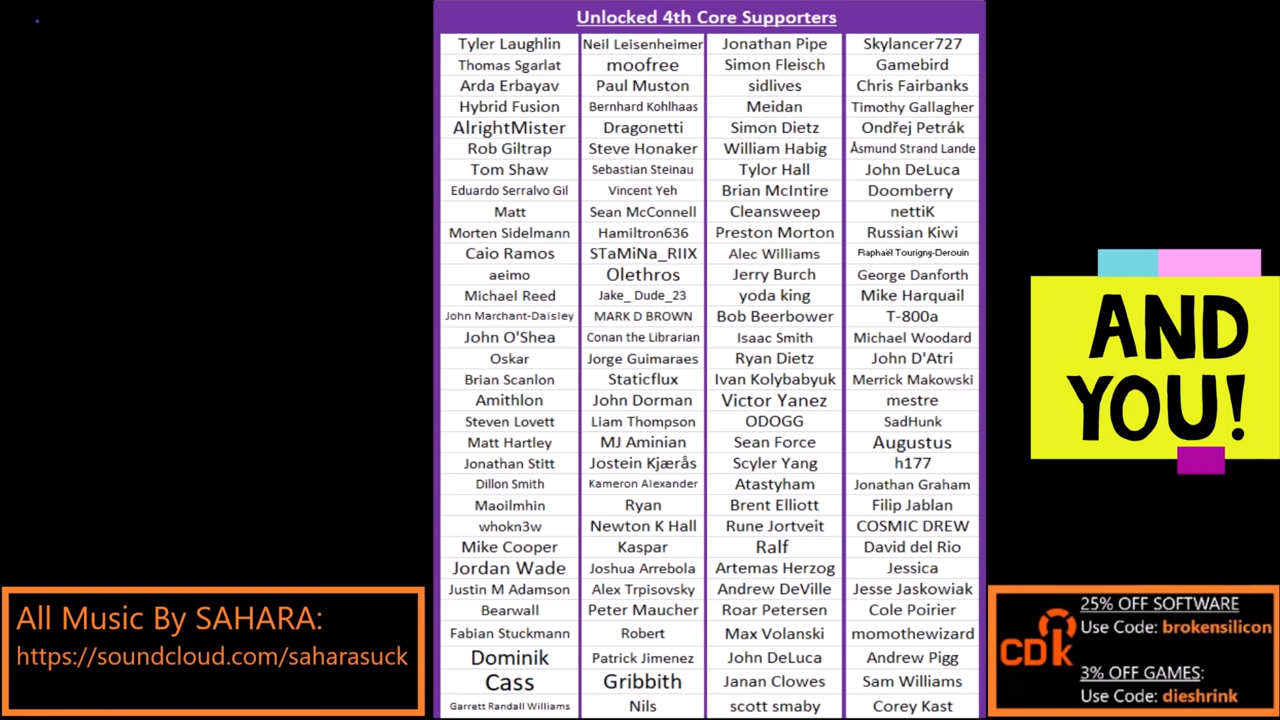 Unlocked 4th Core Supporters
Tyler Laughlin Neil Leisenheimer Jonathan Pipe Skylancer727
Thomas Sgarlat moofree Simon Fleisch Gamebird
Arda Erbayav Paul Muston sidlives Chris Fairbanks
Hybrid Fusion Bernhard Kohlhaas Meidan Timothy Gallagher
AlrightMister Dragonetti Simon Dietz Ondřej Petrák
Rob Giltrap Steve Honaker William Habig Åsmund Strand Lande
Tom Shaw Sebastian Steinau Tylor Hall John DeLuca
Eduardo Serralvo Gil Vincent Yeh Brian McIntire Doomberry
Matt Sean McConnell Cleansweep nettiK
Morten Sidelmann Hamiltron636 Preston Morton Russian Kiwi
Caio Ramos STaMiNa_RIIX Alec Williams Raphaël Tourigny-Derouin
aeimo Olethros Jerry Burch George Danforth
Michael Reed Jake_ Dude_23 yoda king Mike Harquail
John Marchant-Daisley MARK D BROWN Bob Beerbower T-800a
John O'Shea Conan the Librarian Isaac Smith Michael Woodard
Oskar Jorge Guimaraes Ryan Dietz John D'Atri
Brian Scanlon Staticflux Ivan Kolybabyuk Merrick Makowski
Amithlon John Dorman Victor Yanez mestre
Steven Lovett Liam Thompson ODOGG SadHunk
Matt Hartley MJ Aminian Sean Force Augustus
Jonathan Stitt Jostein Kjærås Scyler Yang h177
Dillon Smith Kameron Alexander Atastyham Jonathan Graham
Maoilmhin Ryan Brent Elliott Filip Jablan
whokn3w Newton K Hall Rune Jortveit COSMIC DREW
Mike Cooper Kaspar Ralf David del Rio
Jordan Wade Joshua Arrebola Artemas Herzog Jessica
Justin M Adamson Alex Trpisovsky Andrew DeVille Jesse Jaskowiak
Bearwall Peter Maucher Roar Petersen Cole Poirier
Fabian Stuckmann Robert Max Volanski momothewizard
Dominik Patrick Jimenez John DeLuca Andrew Pigg
Cass Gribbith Janan Clowes Sam Williams
Garrett Randall Williams Nils scott smaby Corey Kast
AND
YOU!
All Music By SAHARA:
https://soundcloud.com/saharasuck
CDk
25% OFF SOFTWARE
Use Code: brokensilicon
3% OFF GAMES:
Use Code: dieshrink